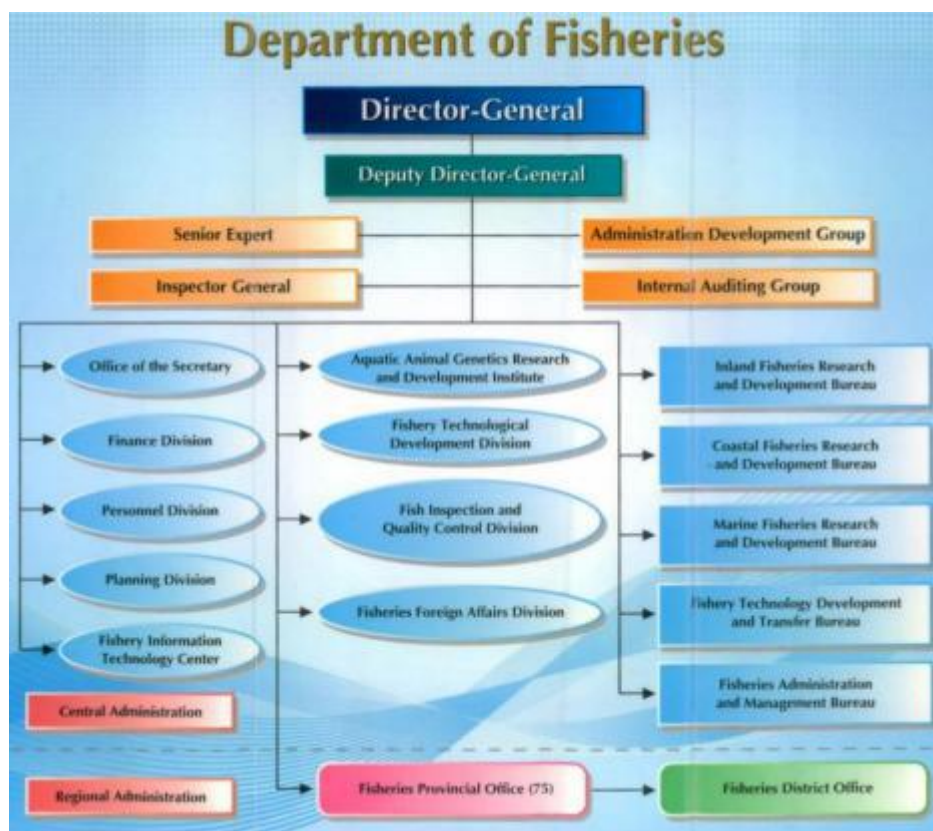 Department of Fisheries
Director-General
Deputy Director-General
Senior Expert
Administration Development Group
Inspector General
Internal Auditing Group
Office of the Secretary
Finance Division
Personnel Division
Planning Division
Fishery Information
Technology Center
Aquatic Animal Genetics Research
and Development Institute
Fishery Technological
Development Division
Fish Inspection and
Quality Control Division
Fisheries Foreign Affairs Division
Inland Fisheries Research
and Development Bureau
Coastal Fisheries Research
and Development Bureau
Marine Fisheries Research
and Development Bureau
Fishery Technology Development
and Transfer Bureau
Fisheries Administration
and Management Bureau
Central Administration
Regional Administration
Fisheries Provincial Office (75)
Fisheries District Office